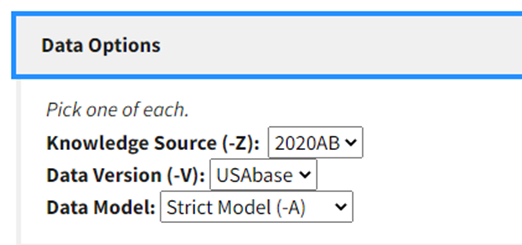 Data Options
Pick one of each.
Knowledge Source (-Z): 2020AB
Data Version (-V): USAbase
Data Model: Strict Model (-A)